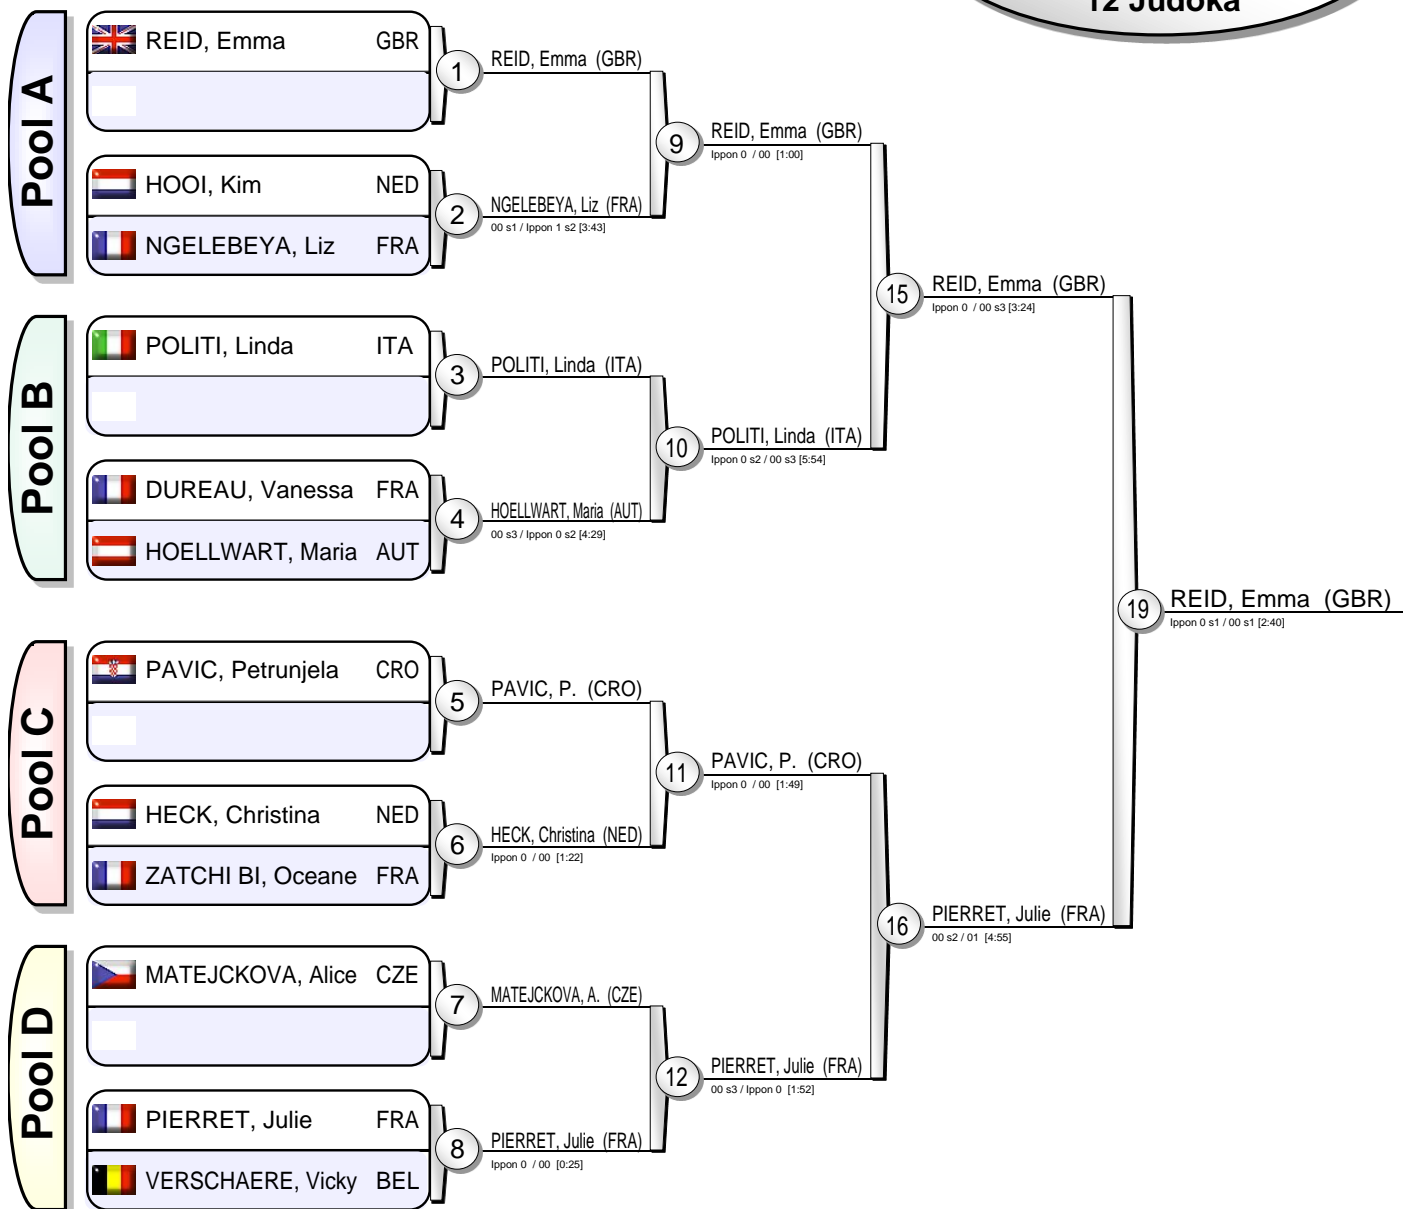 12 Judoka
Pool A
REID, Emma GBR
1
REID, Emma (GBR)
HOOI, Kim NED
NGELEBEYA, Liz FRA
2
NGELEBEYA, Liz (FRA)
00 s1 / Ippon 1 s2 [3:43]
9
REID, Emma (GBR)
Ippon 0 / 00 [1:00]
Pool B
POLITI, Linda ITA
3
POLITI, Linda (ITA)
DUREAU, Vanessa FRA
HOELLWART, Maria AUT
4
HOELLWART, Maria (AUT)
00 s3 / Ippon 0 s2 [4:29]
10
POLITI, Linda (ITA)
Ippon 0 s2 / 00 s3 [5:54]
15
REID, Emma (GBR)
Ippon 0 / 00 s3 [3:24]
Pool C
PAVIC, Petrunjela CRO
5
PAVIC, P. (CRO)
HECK, Christina NED
ZATCHI BI, Oceane FRA
6
HECK, Christina (NED)
Ippon 0 / 00 [1:22]
11
PAVIC, P. (CRO)
Ippon 0 / 00 [1:49]
Pool D
MATEJCKOVA, Alice CZE
7
MATEJCKOVA, A. (CZE)
PIERRET, Julie FRA
VERSCHAERE, Vicky BEL
8
PIERRET, Julie (FRA)
Ippon 0 / 00 [0:25]
12
PIERRET, Julie (FRA)
00 s3 / Ippon 0 [1:52]
16
PIERRET, Julie (FRA)
00 s2 / 01 [4:55]
19
REID, Emma (GBR)
Ippon 0 s1 / 00 s1 [2:40]